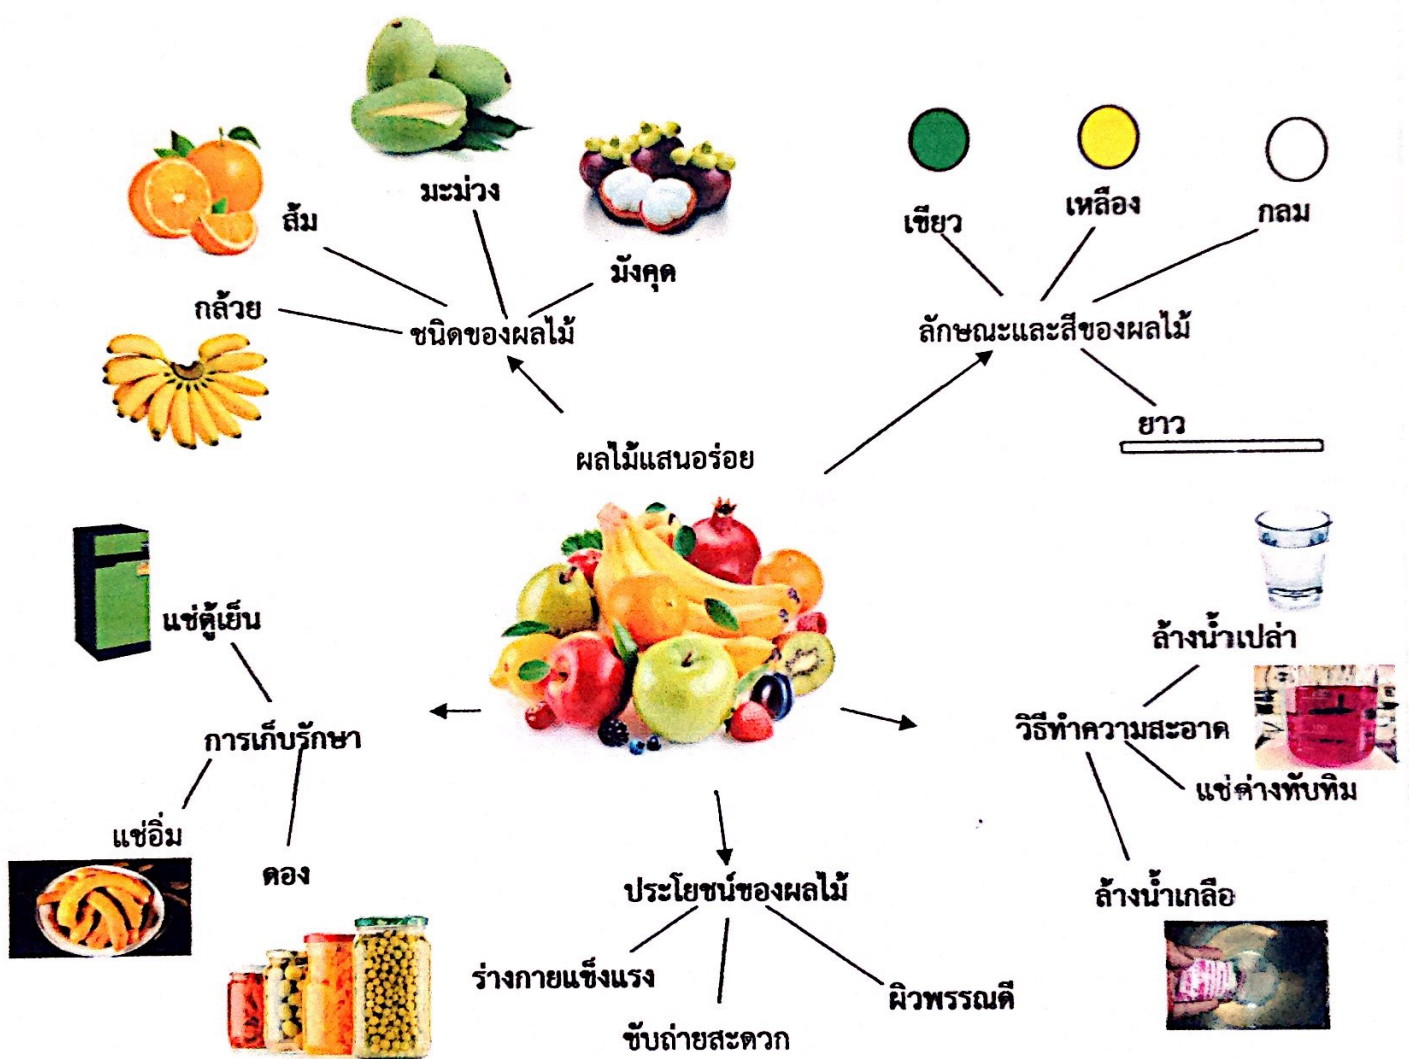 มะม่วง
ส้ม
มังคุด
กล้วย
ชนิดของผลไม้
เขียว
เหลือง
กลม
ลักษณะและสีของผลไม้
ยาว
ผลไม้แสนอร่อย
แช่ตู้เย็น
การเก็บรักษา
แช่อิ่ม
ดอง
ล้างน้ำเปล่า
วิธีทำความสะอาด
แช่ด่างทับทิม
ล้างน้ำเกลือ
ประโยชน์ของผลไม้
ร่างกายแข็งแรง
ขับถ่ายสะดวก
ผิวพรรณดี